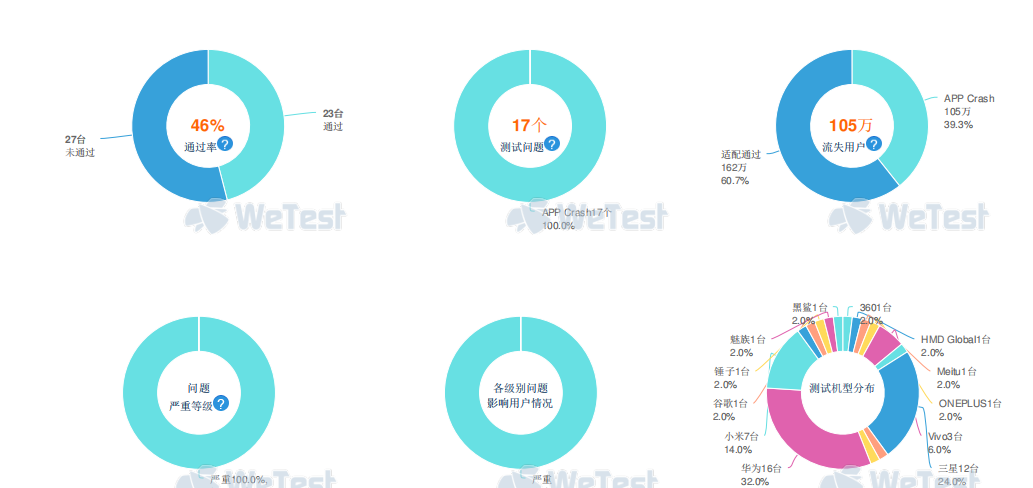 46%
通过率?
23台
通过
27台
未通过
17个
测试问题?
APP Crash17个
100.0%
105万
流失用户?
APP Crash
105万
39.3%
适配通过
162万
60.7%
WeTest
WeTest
WeTest
问题
严重等级?
严重100.0%
各级别问题
影响用户情况
严重
测试机型分布
黑鲨1台
2.0%
3601台
2.0%
魅族1台
2.0%
HMD Global1台
2.0%
锤子1台
2.0%
Meitu1台
2.0%
谷歌1台
2.0%
ONEPLUS1台
2.0%
小米7台
14.0%
Vivo3台
6.0%
华为16台
32.0%
三星12台
24.0%
WeTest
WeTest
WeTest